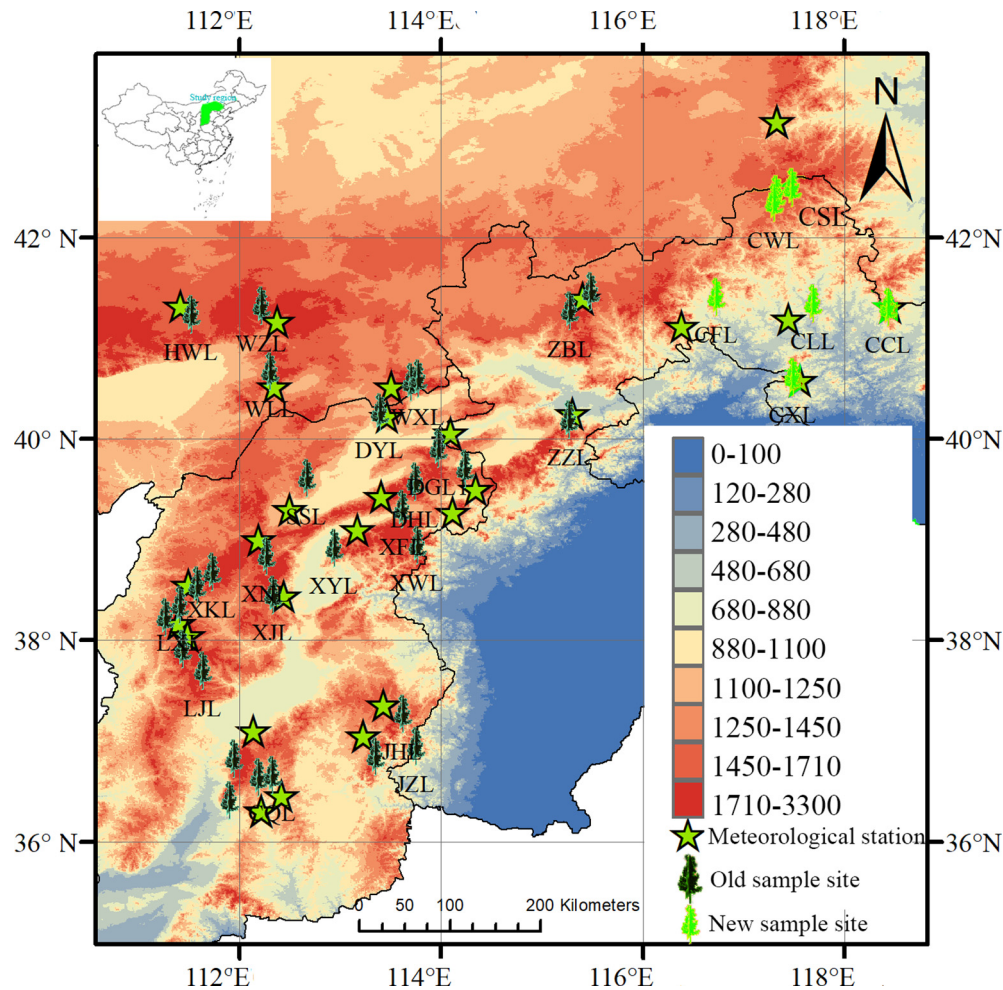 112°E 114°E 116°E 118°E
Study region
N
CSL
CWL
42° N 42° N
HWL WZL ZBL CFL CLL CCL
WLL WXL CXL
40° N 40° N
DYL ZZL
DHL
XFL
XYL XWL
XKL XJL
38° N 38° N
LJL
JHL
JZL
36° N 36° N
0-100
120-280
280-480
480-680
680-880
880-1100
1100-1250
1250-1450
1450-1710
1710-3300
Meteorological station
Old sample site
New sample site
0 50 100 200 Kilometers
112°E 114°E 116°E 118°E